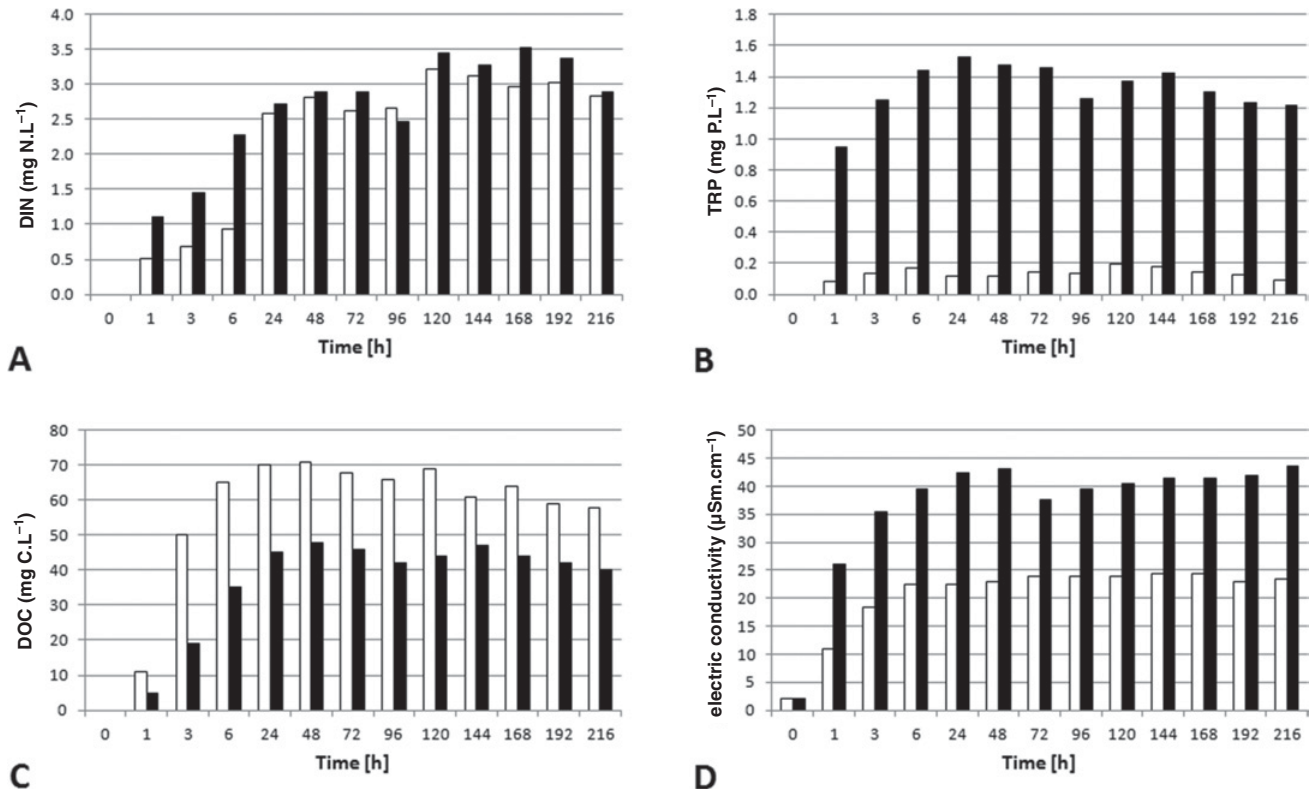 DIN (mg N.L⁻¹)
4.0
3.5
3.0
2.5
2.0
1.5
1.0
0.5
0.0
0 1 3 6 24 48 72 96 120 144 168 192 216
Time [h]
A
TRP (mg P.L⁻¹)
1.8
1.6
1.4
1.2
1.0
0.8
0.6
0.4
0.2
0.0
0 1 3 6 24 48 72 96 120 144 168 192 216
Time [h]
B
DOC (mg C.L⁻¹)
80
70
60
50
40
30
20
10
0
0 1 3 6 24 48 72 96 120 144 168 192 216
Time [h]
C
electric conductivity (µSm.cm⁻¹)
50
45
40
35
30
25
20
15
10
5
0
0 1 3 6 24 48 72 96 120 144 168 192 216
Time [h]
D